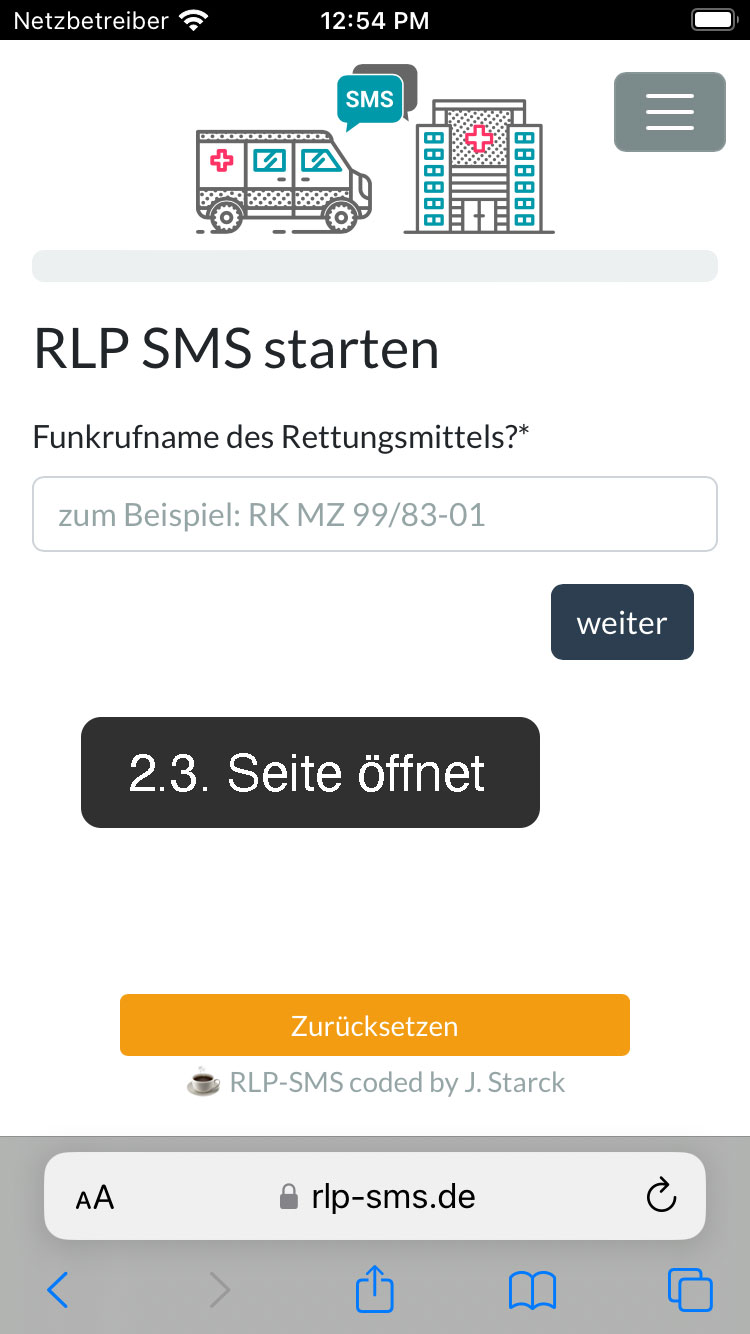 Netzbetreiber 12:54 PM
SMS
RLP SMS starten
Funkrufname des Rettungsmittels?*
zum Beispiel: RK MZ 99/83-01
weiter
2.3. Seite öffnet
Zurücksetzen
RLP-SMS coded by J. Starck
AA rlp-sms.de